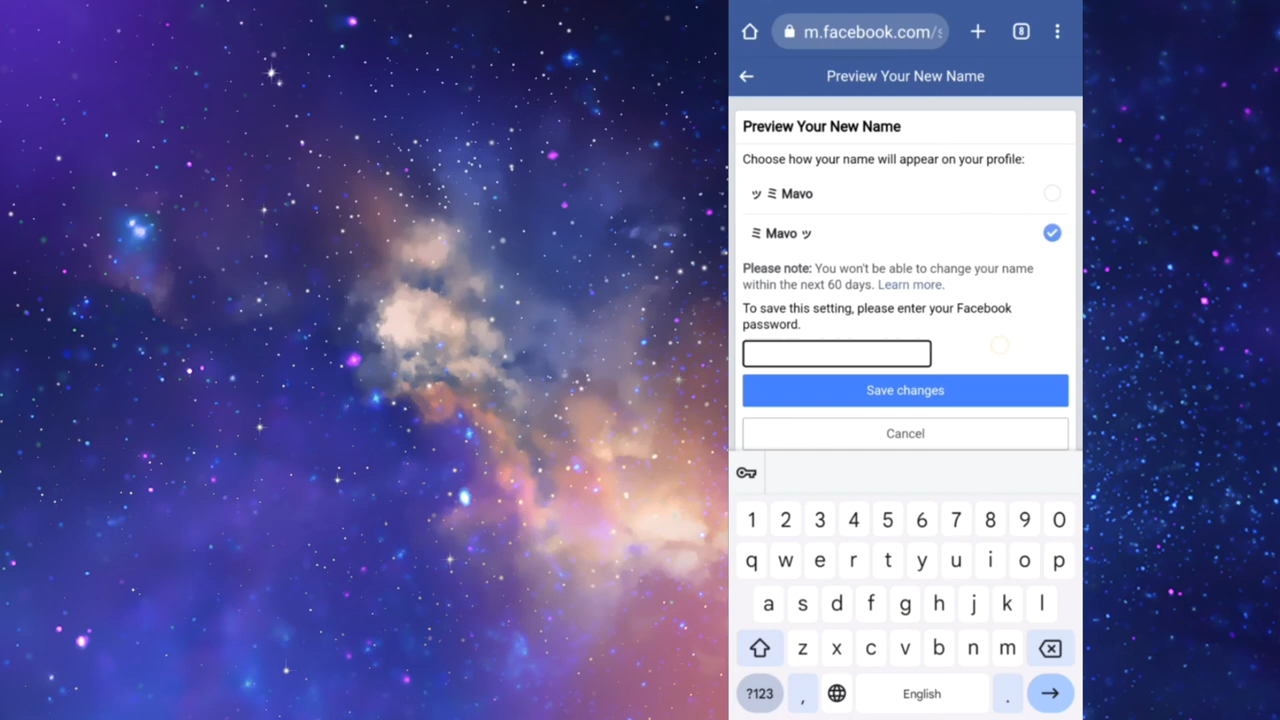 m.facebook.com/s
8
Preview Your New Name
Preview Your New Name
Choose how your name will appear on your profile:
ッ ミ Mavo
ミ Mavo ッ
Please note: You won't be able to change your name
within the next 60 days. Learn more.
To save this setting, please enter your Facebook
password.
Save changes
Cancel
1 2 3 4 5 6 7 8 9 0
q w e r t y u i o p
a s d f g h j k l
z x c v b n m
?123 , English .